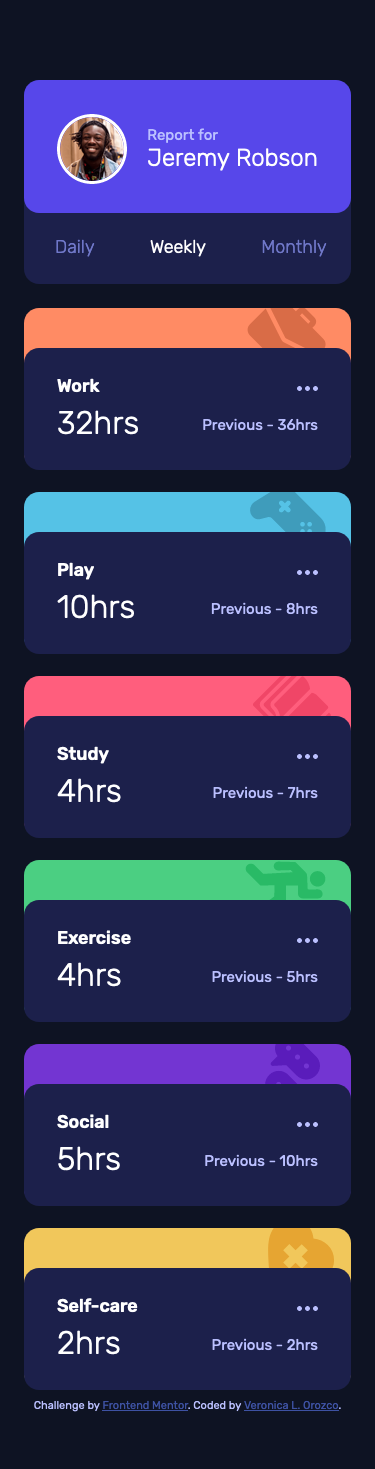 Report for
Jeremy Robson
Daily Weekly Monthly
Work
32hrs Previous - 36hrs
Play
10hrs Previous - 8hrs
Study
4hrs Previous - 7hrs
Exercise
4hrs Previous - 5hrs
Social
5hrs Previous - 10hrs
Self-care
2hrs Previous - 2hrs
Challenge by Frontend Mentor. Coded by Veronica L. Orozco.